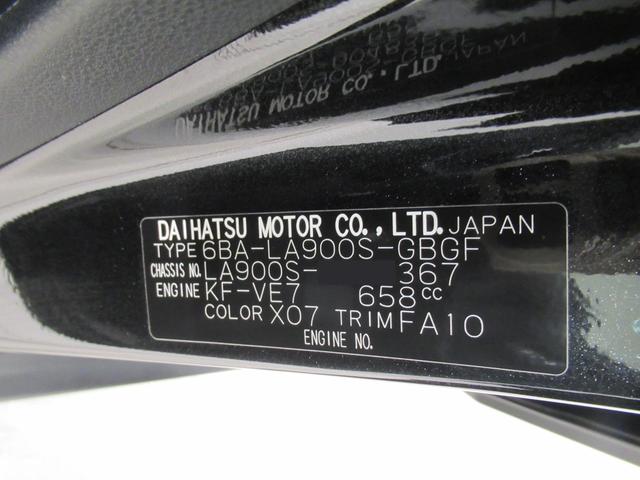 DAIHATSU MOTOR CO., LTD. JAPAN
TYPE 6BA-LA900S-GBGF
CHASSIS NO. LA900S- 367
ENGINE KF-VE7 658cc
COLOR X07 TRIM FA10
ENGINE NO.